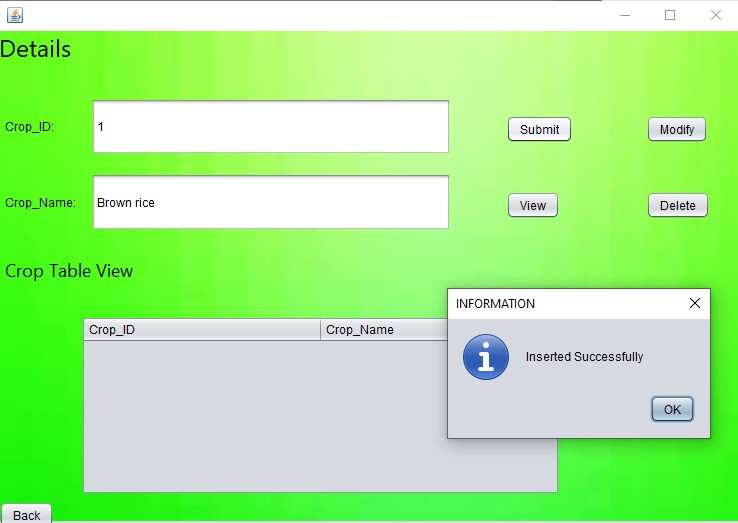 Details
Crop_ID:
1
Submit
Modify
Crop_Name:
Brown rice
View
Delete
Crop Table View
Crop_ID
Crop_Name
INFORMATION
Inserted Successfully
OK
Back